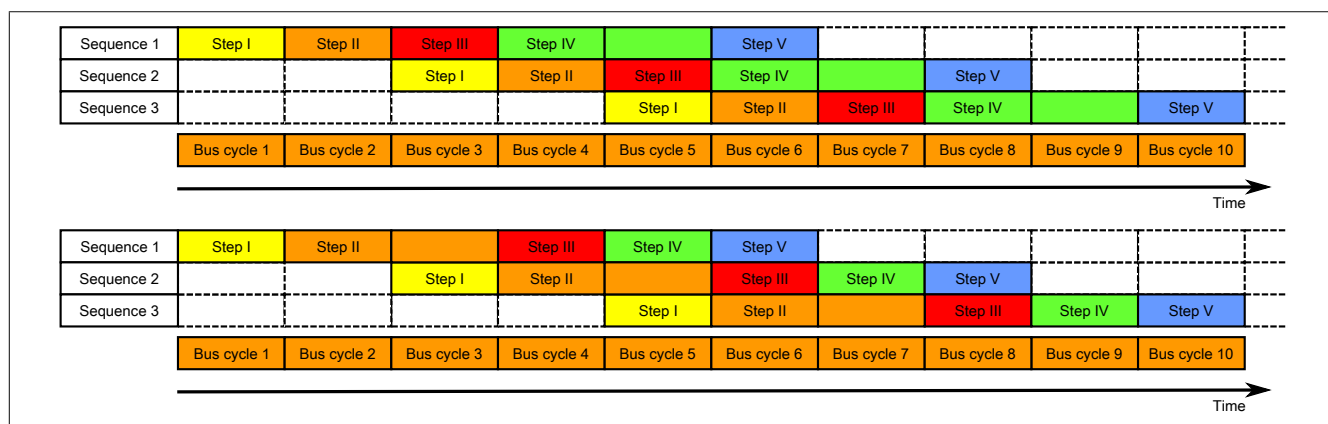 Sequence 1 Step I Step II Step III Step IV Step V
Sequence 2 Step I Step II Step III Step IV Step V
Sequence 3 Step I Step II Step III Step IV Step V
Bus cycle 1 Bus cycle 2 Bus cycle 3 Bus cycle 4 Bus cycle 5 Bus cycle 6 Bus cycle 7 Bus cycle 8 Bus cycle 9 Bus cycle 10
Time
Sequence 1 Step I Step II Step III Step IV Step V
Sequence 2 Step I Step II Step III Step IV Step V
Sequence 3 Step I Step II Step III Step IV Step V
Bus cycle 1 Bus cycle 2 Bus cycle 3 Bus cycle 4 Bus cycle 5 Bus cycle 6 Bus cycle 7 Bus cycle 8 Bus cycle 9 Bus cycle 10
Time